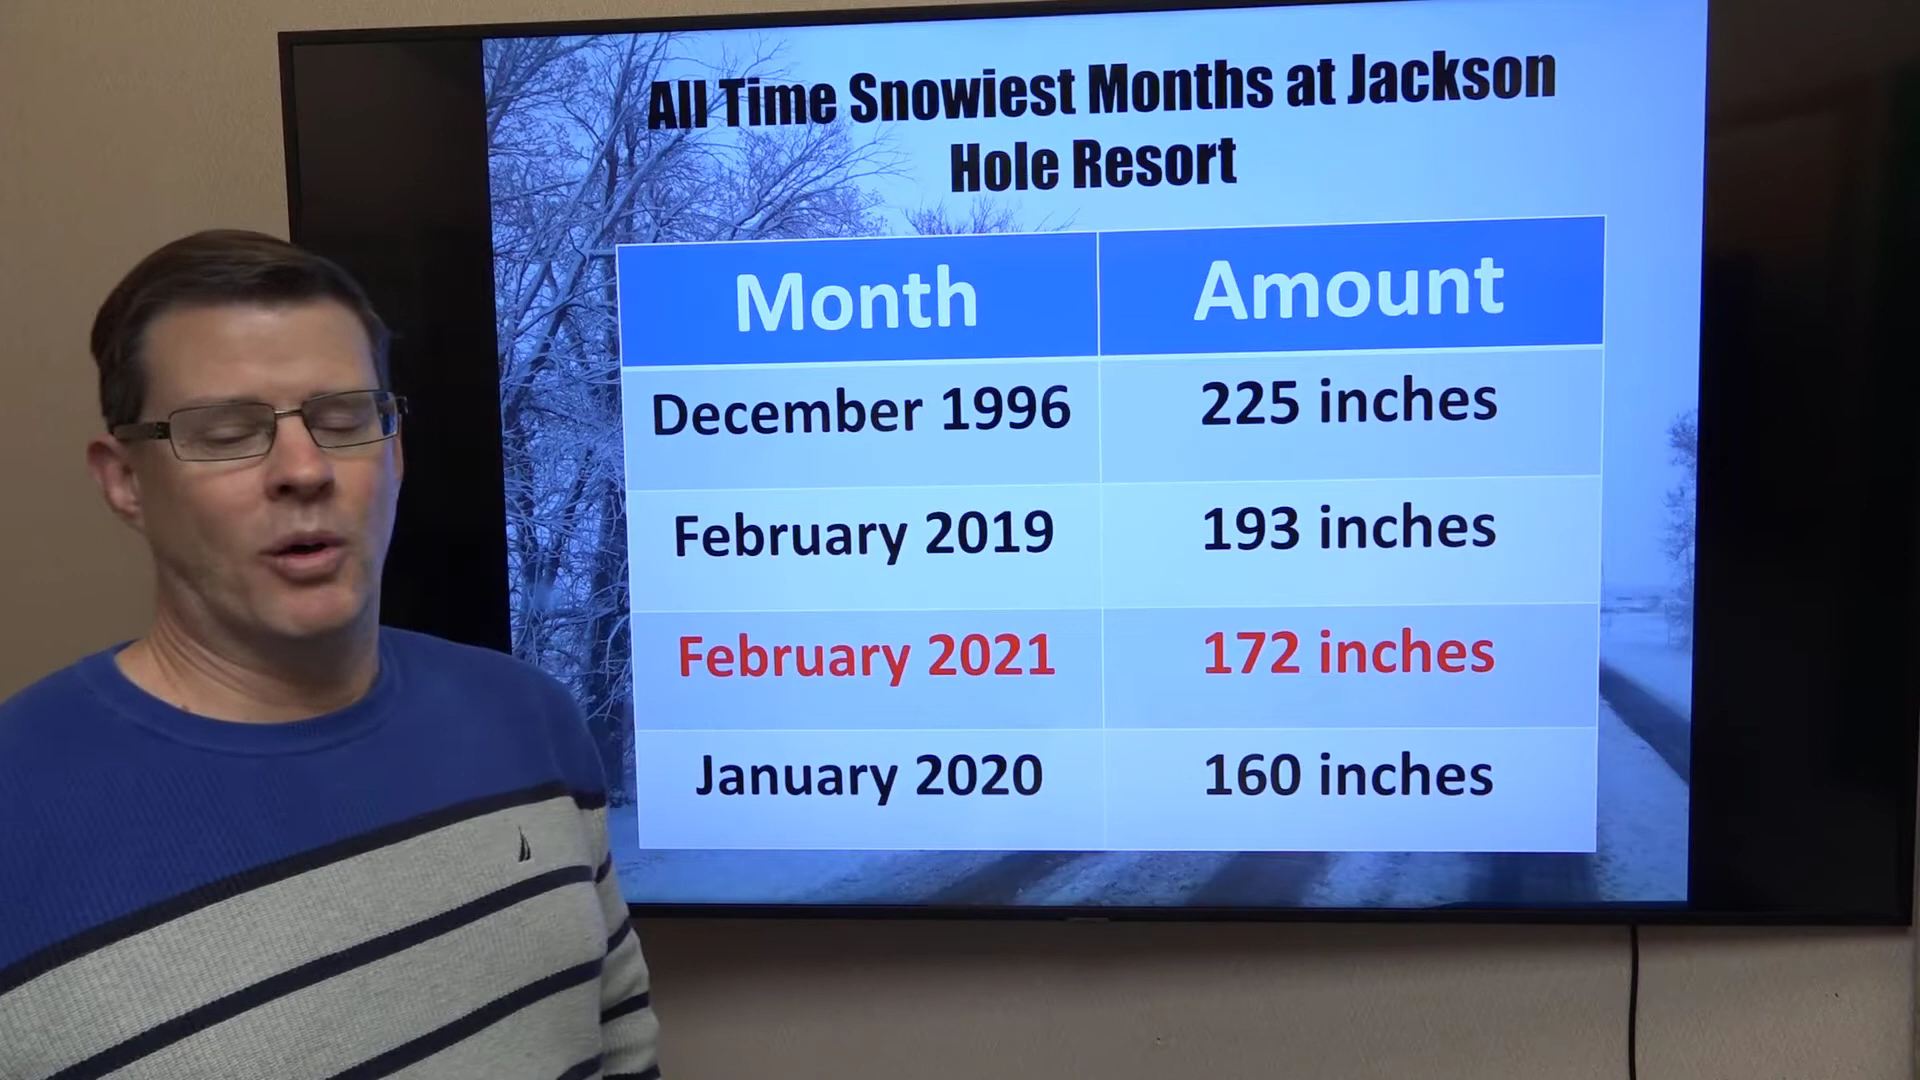 All Time Snowiest Months at Jackson
Hole Resort
Month Amount
December 1996 225 inches
February 2019 193 inches
February 2021 172 inches
January 2020 160 inches